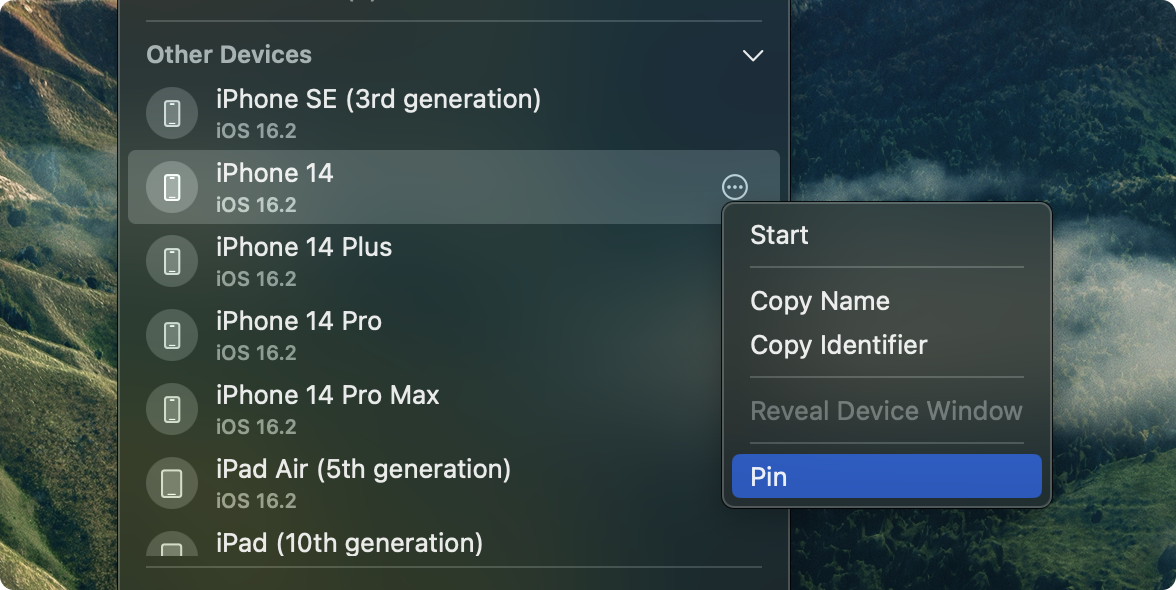 Other Devices
iPhone SE (3rd generation)
iOS 16.2
iPhone 14
iOS 16.2
iPhone 14 Plus
iOS 16.2
iPhone 14 Pro
iOS 16.2
iPhone 14 Pro Max
iOS 16.2
iPad Air (5th generation)
iOS 16.2
iPad (10th generation)
Start
Copy Name
Copy Identifier
Reveal Device Window
Pin